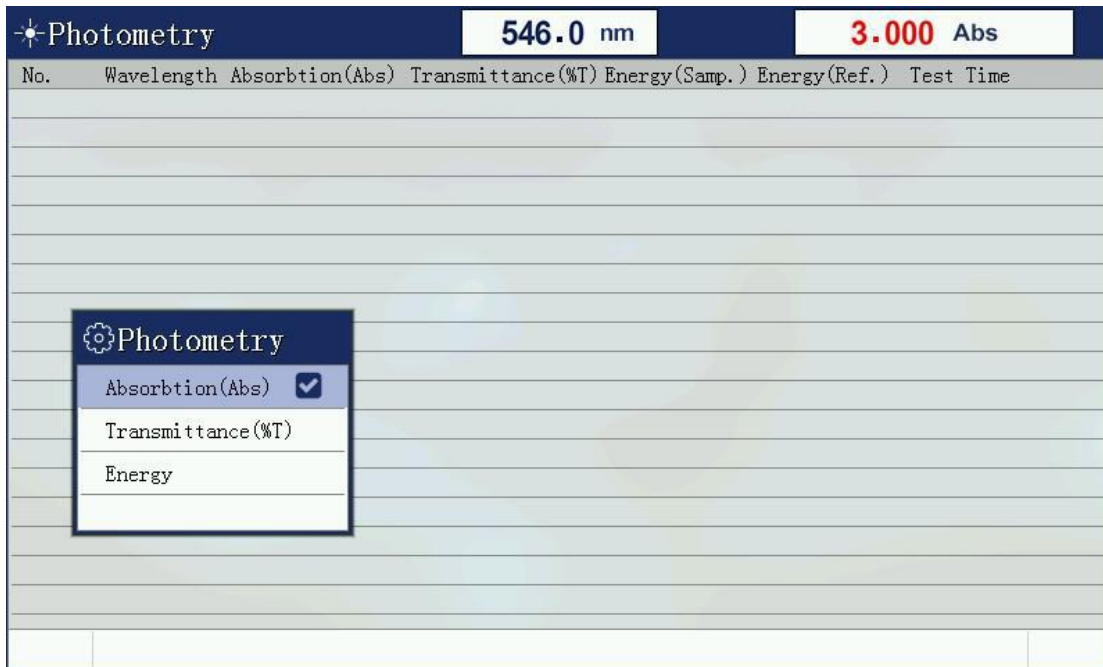 Photometry 546.0 nm 3.000 Abs
No. Wavelength Absorbtion(Abs) Transmittance(%T) Energy(Samp.) Energy(Ref.) Test Time
Photometry
Absorbtion(Abs)
Transmittance(%T)
Energy